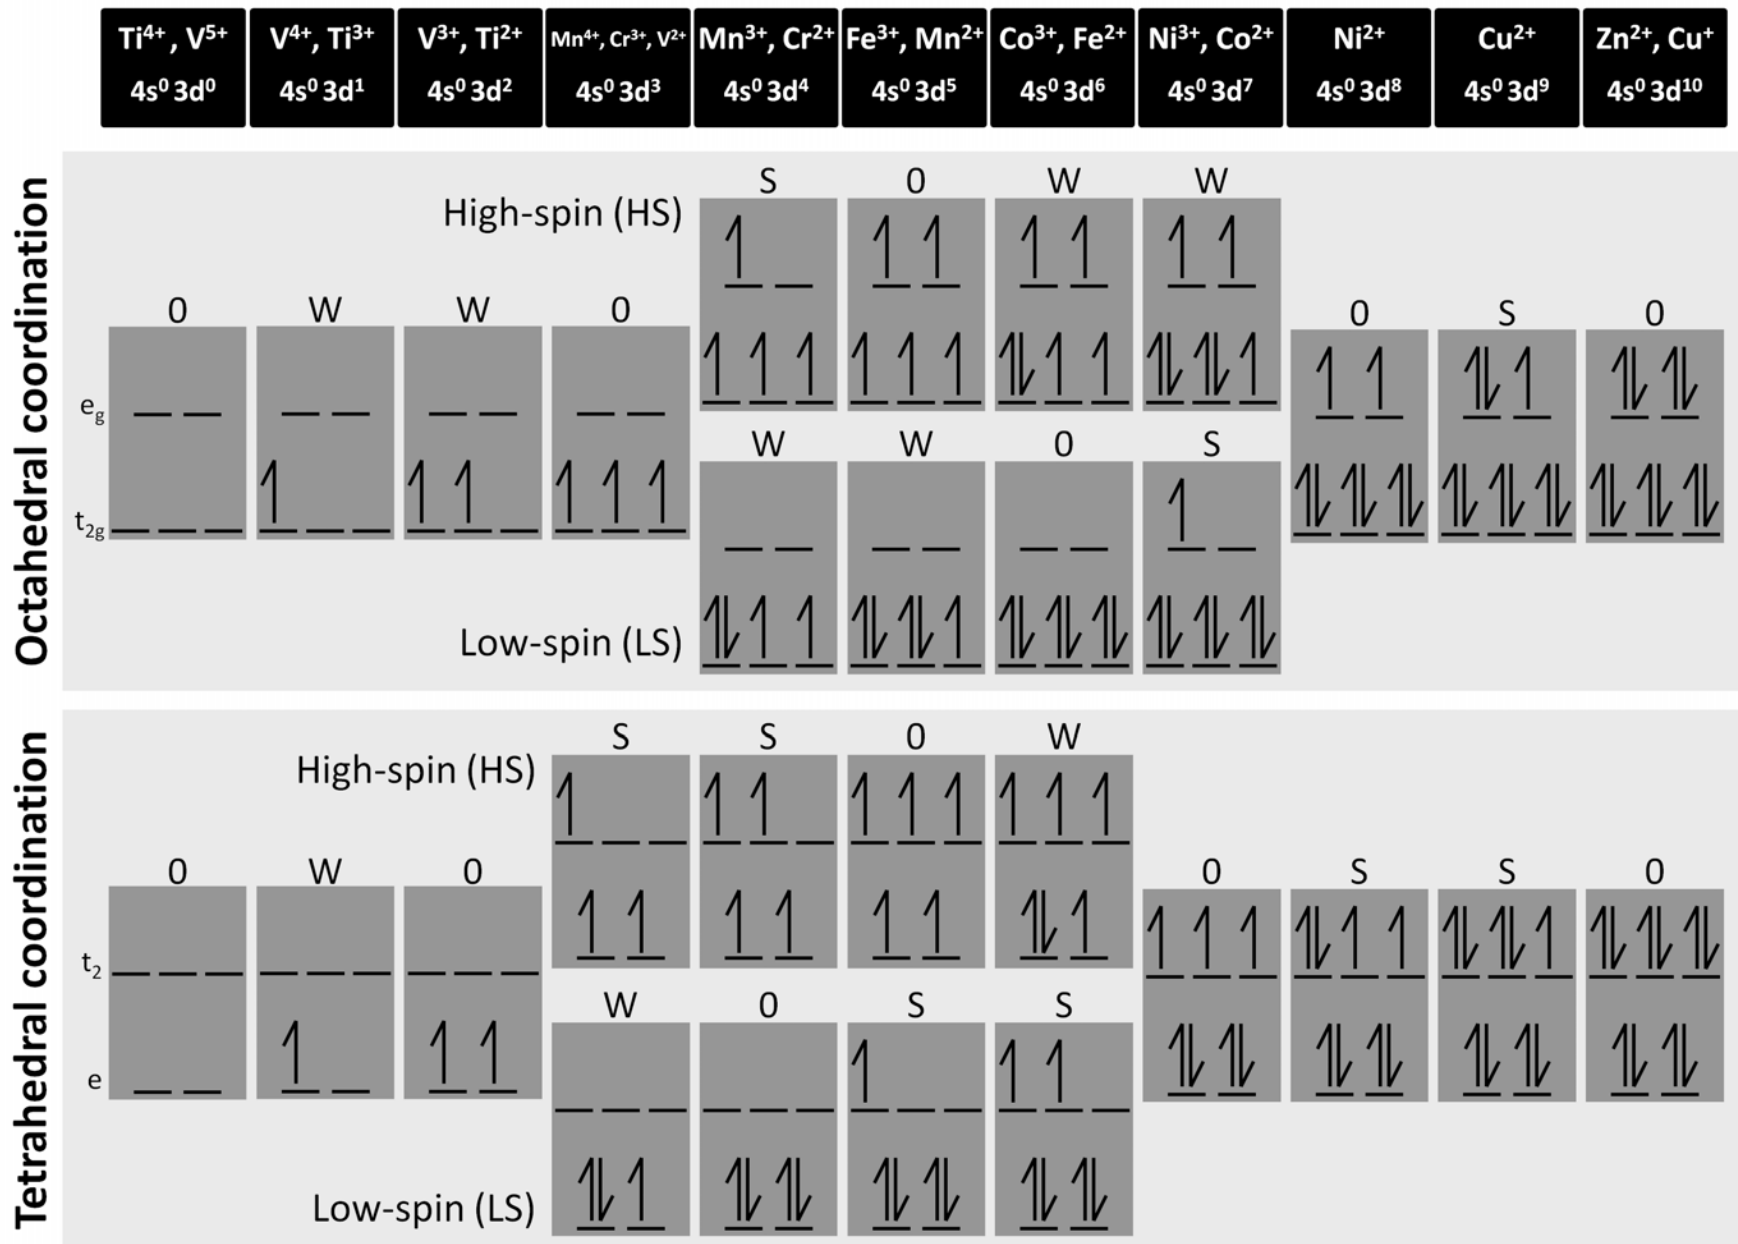 Ti⁴⁺, V⁵⁺
4s⁰ 3d⁰
V⁴⁺, Ti³⁺
4s⁰ 3d¹
V³⁺, Ti²⁺
4s⁰ 3d²
Mn⁴⁺, Cr³⁺, V²⁺
4s⁰ 3d³
Mn³⁺, Cr²⁺
4s⁰ 3d⁴
Fe³⁺, Mn²⁺
4s⁰ 3d⁵
Co³⁺, Fe²⁺
4s⁰ 3d⁶
Ni³⁺, Co²⁺
4s⁰ 3d⁷
Ni²⁺
4s⁰ 3d⁸
Cu²⁺
4s⁰ 3d⁹
Zn²⁺, Cu⁺
4s⁰ 3d¹⁰
Octahedral coordination
S 0 W W
High-spin (HS)
0 W W 0
0 S 0
e_g
W W 0 S
t_2g
Low-spin (LS)
Tetrahedral coordination
S S 0 W
High-spin (HS)
0 W 0
0 S S 0
t₂
W 0 S S
e
Low-spin (LS)